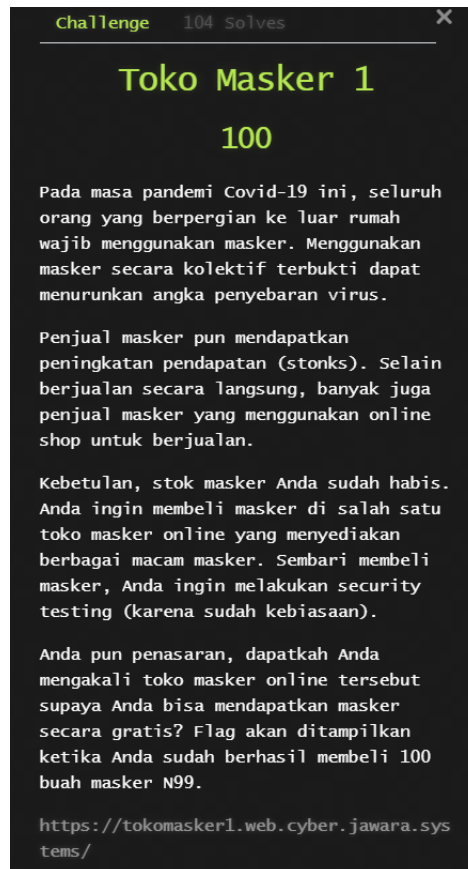 Challenge 104 Solves ×
Toko Masker 1
100
Pada masa pandemi Covid-19 ini, seluruh
orang yang berpergian ke luar rumah
wajib menggunakan masker. Menggunakan
masker secara kolektif terbukti dapat
menurunkan angka penyebaran virus.
Penjual masker pun mendapatkan
peningkatan pendapatan (stonks). Selain
berjualan secara langsung, banyak juga
penjual masker yang menggunakan online
shop untuk berjualan.
Kebetulan, stok masker Anda sudah habis.
Anda ingin membeli masker di salah satu
toko masker online yang menyediakan
berbagai macam masker. Sembari membeli
masker, Anda ingin melakukan security
testing (karena sudah kebiasaan).
Anda pun penasaran, dapatkah Anda
mengakali toko masker online tersebut
supaya Anda bisa mendapatkan masker
secara gratis? Flag akan ditampilkan
ketika Anda sudah berhasil membeli 100
buah masker N99.
https://tokomasker1.web.cyber.jawara.sys
tems/